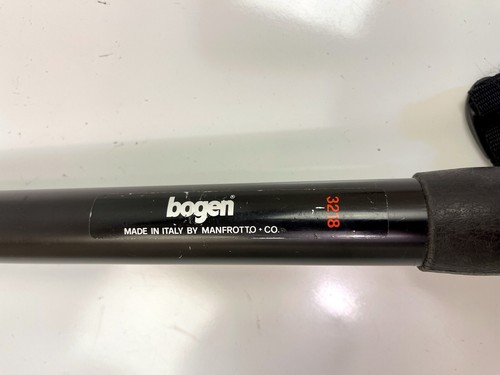 bogen
MADE IN ITALY BY MANFROTTO + CO.
3218